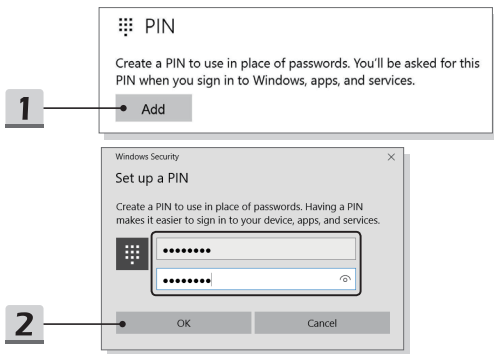 PIN
Create a PIN to use in place of passwords. You'll be asked for this
PIN when you sign in to Windows, apps, and services.
1
Add
Windows Security
Set up a PIN
Create a PIN to use in place of passwords. Having a PIN
makes it easier to sign in to your device, apps, and services.
●●●●●●●●
●●●●●●●●
2
OK Cancel